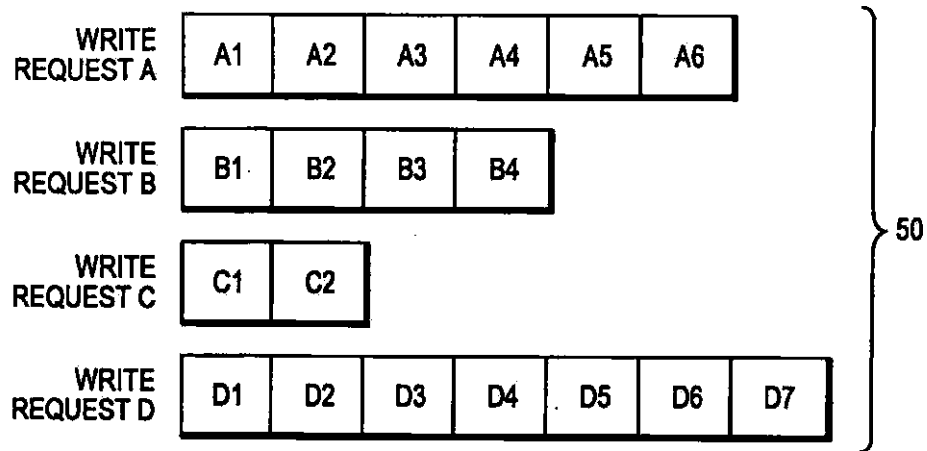 WRITE
REQUEST A
A1 A2 A3 A4 A5 A6
WRITE
REQUEST B
B1 B2 B3 B4
50
WRITE
REQUEST C
C1 C2
WRITE
REQUEST D
D1 D2 D3 D4 D5 D6 D7